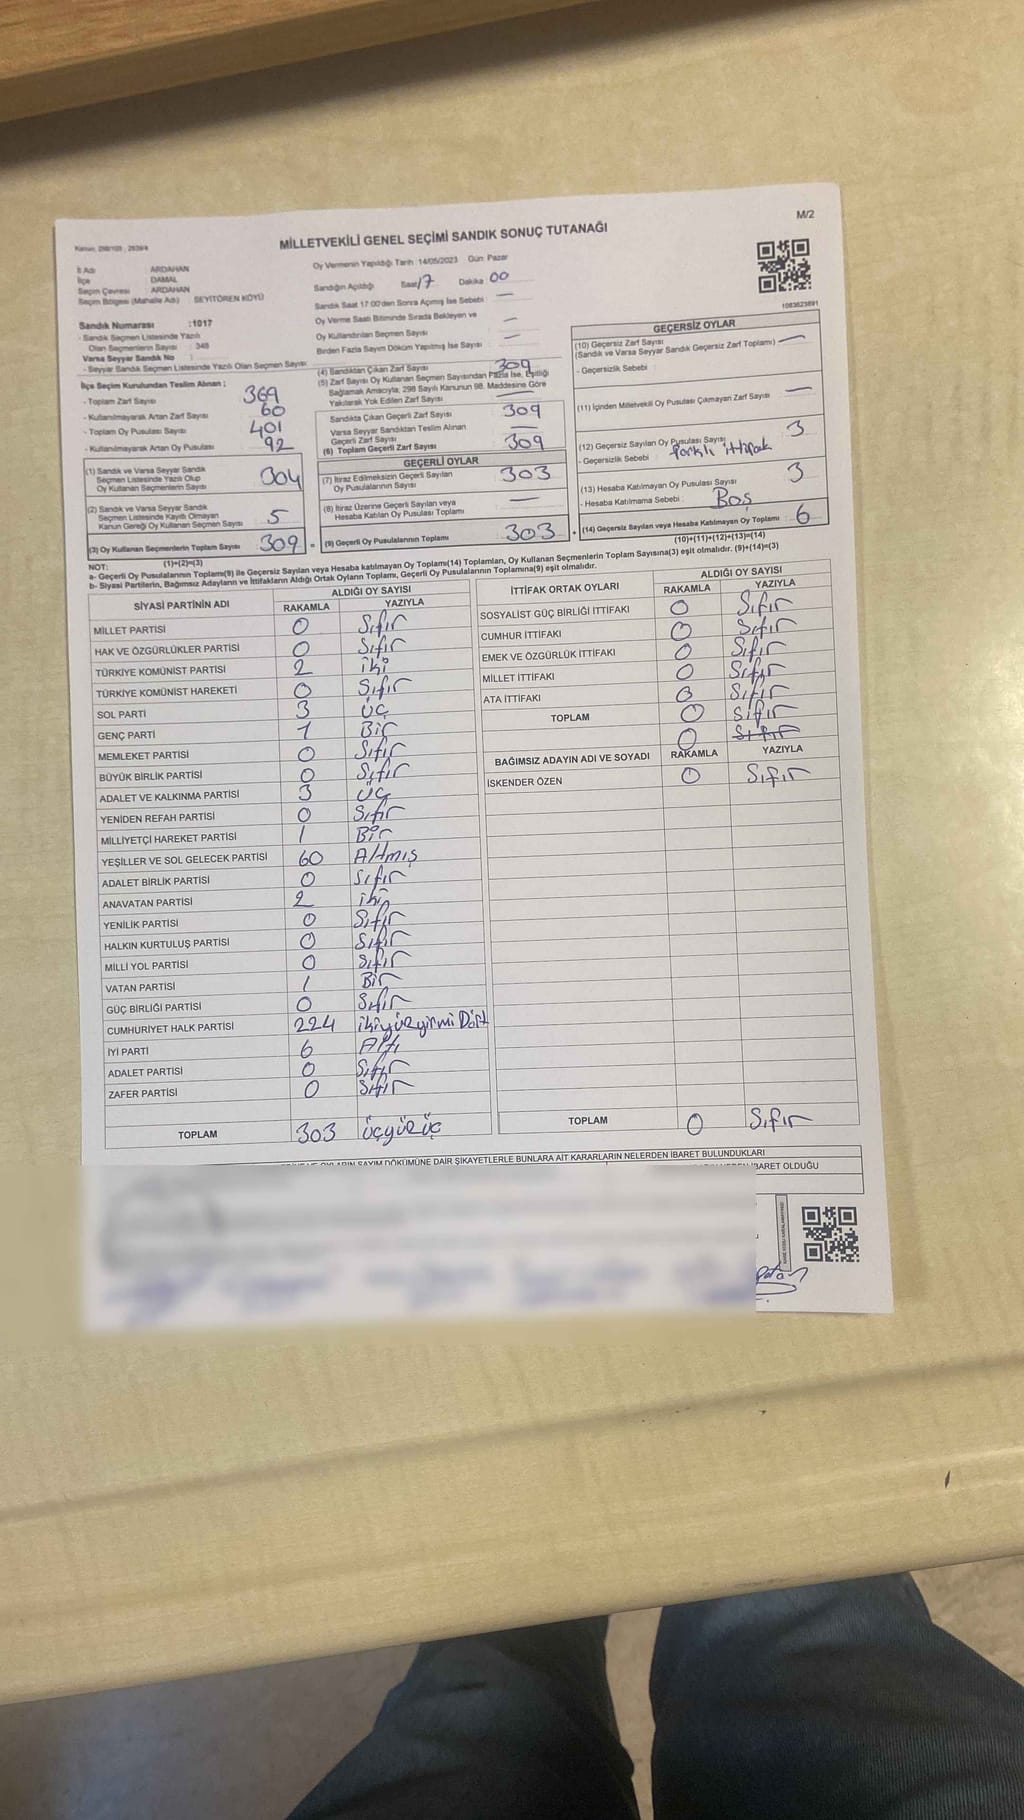 M/2
MİLLETVEKİLİ GENEL SEÇİMİ SANDIK SONUÇ TUTANAĞI
İl Adı : ARDAHAN
İlçe : DAMAL
Seçim Çevresi : ARDAHAN
Seçim Bölgesi (Mahalle Adı) SEYİTÖREN KÖYÜ
Oy Vermenin Yapıldığı Tarih :14/05/2023 Gün Pazar
Sandığın Açıldığı Saat 17 Dakika 00
Sandık Saat 17:00'den Sonra Açımış İse Sebebi :
Oy Verme Saati Bitiminde Sırada Bekleyen ve
Oy Kullandırılan Seçmen Sayısı
Birden Fazla Sayım Döküm Yapılmış İse Sayısı :
1083623891
Sandık Numarası :1017
- Sandık Seçmen Listesinde Yazılı
Olan Seçmenlerin Sayısı : 348
Varsa Seyyar Sandık No :
- Seyyar Sandık Seçmen Listesinde Yazılı Olan Seçmen Sayısı
İlçe Seçim Kurulundan Teslim Alınan ;
- Toplam Zarf Sayısı 369
- Kullanılmayarak Artan Zarf Sayısı 60
- Toplam Oy Pusulası Sayısı 401
- Kullanılmayarak Artan Oy Pusulası 92
(4) Sandıktan Çıkan Zarf Sayısı 309
(5) Zarf Sayısı Oy Kullanan Seçmen Sayısından Fazla İse, Eşitliği
Sağlamak Amacıyla, 298 Sayılı Kanunun 98. Maddesine Göre
Yakılarak Yok Edilen Zarf Sayısı
Sandıkta Çıkan Geçerli Zarf Sayısı 309
Varsa Seyyar Sandıktan Teslim Alınan
Geçerli Zarf Sayısı
(6) Toplam Geçerli Zarf Sayısı 309
GEÇERSİZ OYLAR
(10) Geçersiz Zarf Sayısı
(Sandık ve Varsa Seyyar Sandık Geçersiz Zarf Toplamı)
- Geçersizlik Sebebi
(11) İçinden Milletvekili Oy Pusulası Çıkmayan Zarf Sayısı
(12) Geçersiz Sayılan Oy Pusulası Sayısı 3
- Geçersizlik Sebebi : farklı ittifak
(13) Hesaba Katılmayan Oy Pusulası Sayısı 3
- Hesaba Katılmama Sebebi : Boş
(14) Geçersiz Sayılan veya Hesaba Katılmayan Oy Toplamı 6
(10)+(11)+(12)+(13)=(14)
(1) Sandık ve Varsa Seyyar Sandık
Seçmen Listesinde Yazılı Olup
Oy Kullanan Seçmenlerin Sayısı 304
(2) Sandık ve Varsa Seyyar Sandık
Seçmen Listesinde Kayıtlı Olmayan
Kanun Gereği Oy Kullanan Seçmen Sayısı 5
(3) Oy Kullanan Seçmenlerin Toplam Sayısı 309
(1)+(2)=(3)
GEÇERLİ OYLAR
(7) İtiraz Edilmeksizin Geçerli Sayılan
Oy Pusulalarının Sayısı 303
(8) İtiraz Üzerine Geçerli Sayılan veya
Hesaba Katılan Oy Pusulası Toplamı
(9) Geçerli Oy Pusulalarının Toplamı 303
NOT:
a- Geçerli Oy Pusulalarının Toplamı(9) ile Geçersiz Sayılan veya Hesaba katılmayan Oy Toplamı(14) Toplamları, Oy Kullanan Seçmenlerin Toplam Sayısına(3) eşit olmalıdır. (9)+(14)=(3)
b- Siyasi Partilerin, Bağımsız Adayların ve İttifakların Aldığı Ortak Oyların Toplamı, Geçerli Oy Pusulalarının Toplamına(9) eşit olmalıdır.
SİYASİ PARTİNİN ADI ALDIĞI OY SAYISI
RAKAMLA YAZIYLA
MİLLET PARTİSİ 0 Sıfır
HAK VE ÖZGÜRLÜKLER PARTİSİ 0 Sıfır
TÜRKİYE KOMÜNİST PARTİSİ 2 iki
TÜRKİYE KOMÜNİST HAREKETİ 0 Sıfır
SOL PARTİ 3 üç
GENÇ PARTİ 1 Bir
MEMLEKET PARTİSİ 0 Sıfır
BÜYÜK BİRLİK PARTİSİ 0 Sıfır
ADALET VE KALKINMA PARTİSİ 3 üç
YENİDEN REFAH PARTİSİ 0 Sıfır
MİLLİYETÇİ HAREKET PARTİSİ 1 Bir
YEŞİLLER VE SOL GELECEK PARTİSİ 60 Altmış
ADALET BİRLİK PARTİSİ 0 Sıfır
ANAVATAN PARTİSİ 2 iki
YENİLİK PARTİSİ 0 Sıfır
HALKIN KURTULUŞ PARTİSİ 0 Sıfır
MİLLİ YOL PARTİSİ 0 Sıfır
VATAN PARTİSİ 1 Bir
GÜÇ BİRLİĞİ PARTİSİ 0 Sıfır
CUMHURİYET HALK PARTİSİ 224 ikiyüzyirmi Dört
İYİ PARTİ 6 Altı
ADALET PARTİSİ 0 Sıfır
ZAFER PARTİSİ 0 Sıfır
TOPLAM 303 üçyüz üç
İTTİFAK ORTAK OYLARI ALDIĞI OY SAYISI
RAKAMLA YAZIYLA
SOSYALİST GÜÇ BİRLİĞİ İTTİFAKI 0 Sıfır
CUMHUR İTTİFAKI 0 Sıfır
EMEK VE ÖZGÜRLÜK İTTİFAKI 0 Sıfır
MİLLET İTTİFAKI 0 Sıfır
ATA İTTİFAKI 0 Sıfır
TOPLAM 0 Sıfır
0 Sıfır
BAĞIMSIZ ADAYIN ADI VE SOYADI RAKAMLA YAZIYLA
İSKENDER ÖZEN 0 Sıfır
TOPLAM 0 Sıfır
OYLARIN SAYIM DÖKÜMÜNE DAİR ŞİKAYETLERLE BUNLARA AİT KARARLARIN NELERDEN İBARET BULUNDUKLARI
İBARET OLDUĞU